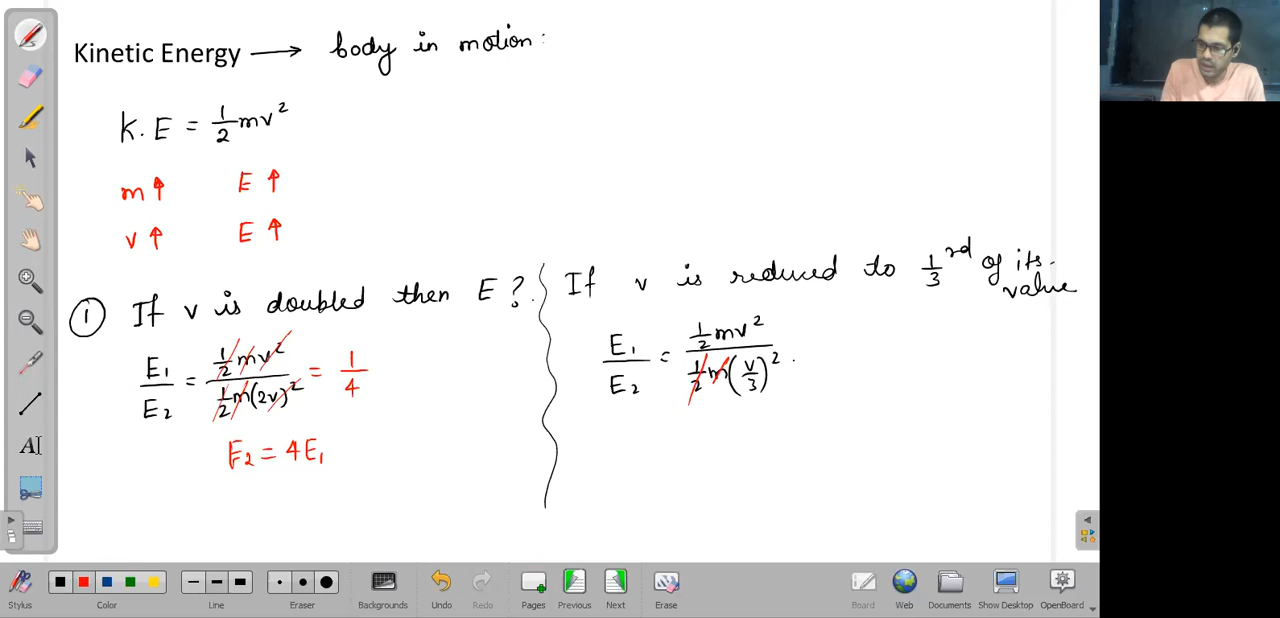 Kinetic Energy → body in motion:
K.E = 1/2 mv²
m↑ E↑
v↑ E↑
① If v is doubled then E?
E₁/E₂ = 1/2 mv² / 1/2 m(2v)² = 1/4
E₂ = 4E₁
If v is reduced to 1/3 rd of its value
E₁/E₂ = 1/2 mv² / 1/2 m(v/3)²
Stylus Color Line Eraser Backgrounds Undo Redo Pages Previous Next Erase Board Web Documents Show Desktop OpenBoard